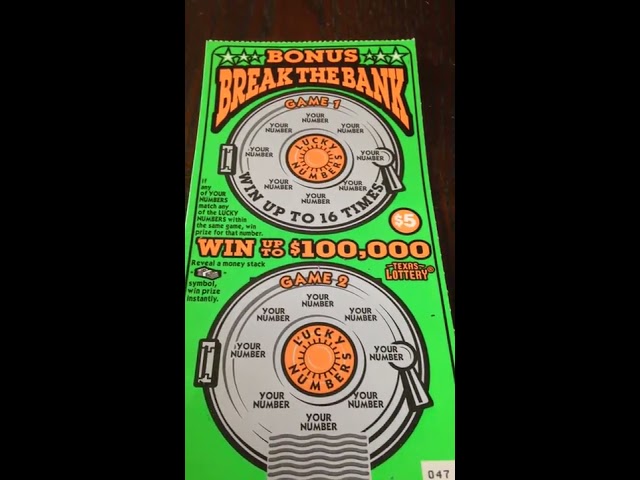 BONUS
BREAK THE BANK
GAME 1
YOUR NUMBER
YOUR NUMBER
YOUR NUMBER
YOUR NUMBER
YOUR NUMBER
YOUR NUMBER
YOUR NUMBER
YOUR NUMBER
LUCKY NUMBERS
WIN UP TO 16 TIMES
If
any
of YOUR
NUMBERS
match any
of the LUCKY
NUMBERS within
the same game, win
prize for that number.
$5
WIN UP TO $100,000
TEXAS
LOTTERY®
Reveal a money stack
symbol,
win prize
instantly.
GAME 2
YOUR NUMBER
YOUR NUMBER
YOUR NUMBER
YOUR NUMBER
YOUR NUMBER
YOUR NUMBER
YOUR NUMBER
YOUR NUMBER
LUCKY NUMBERS
047